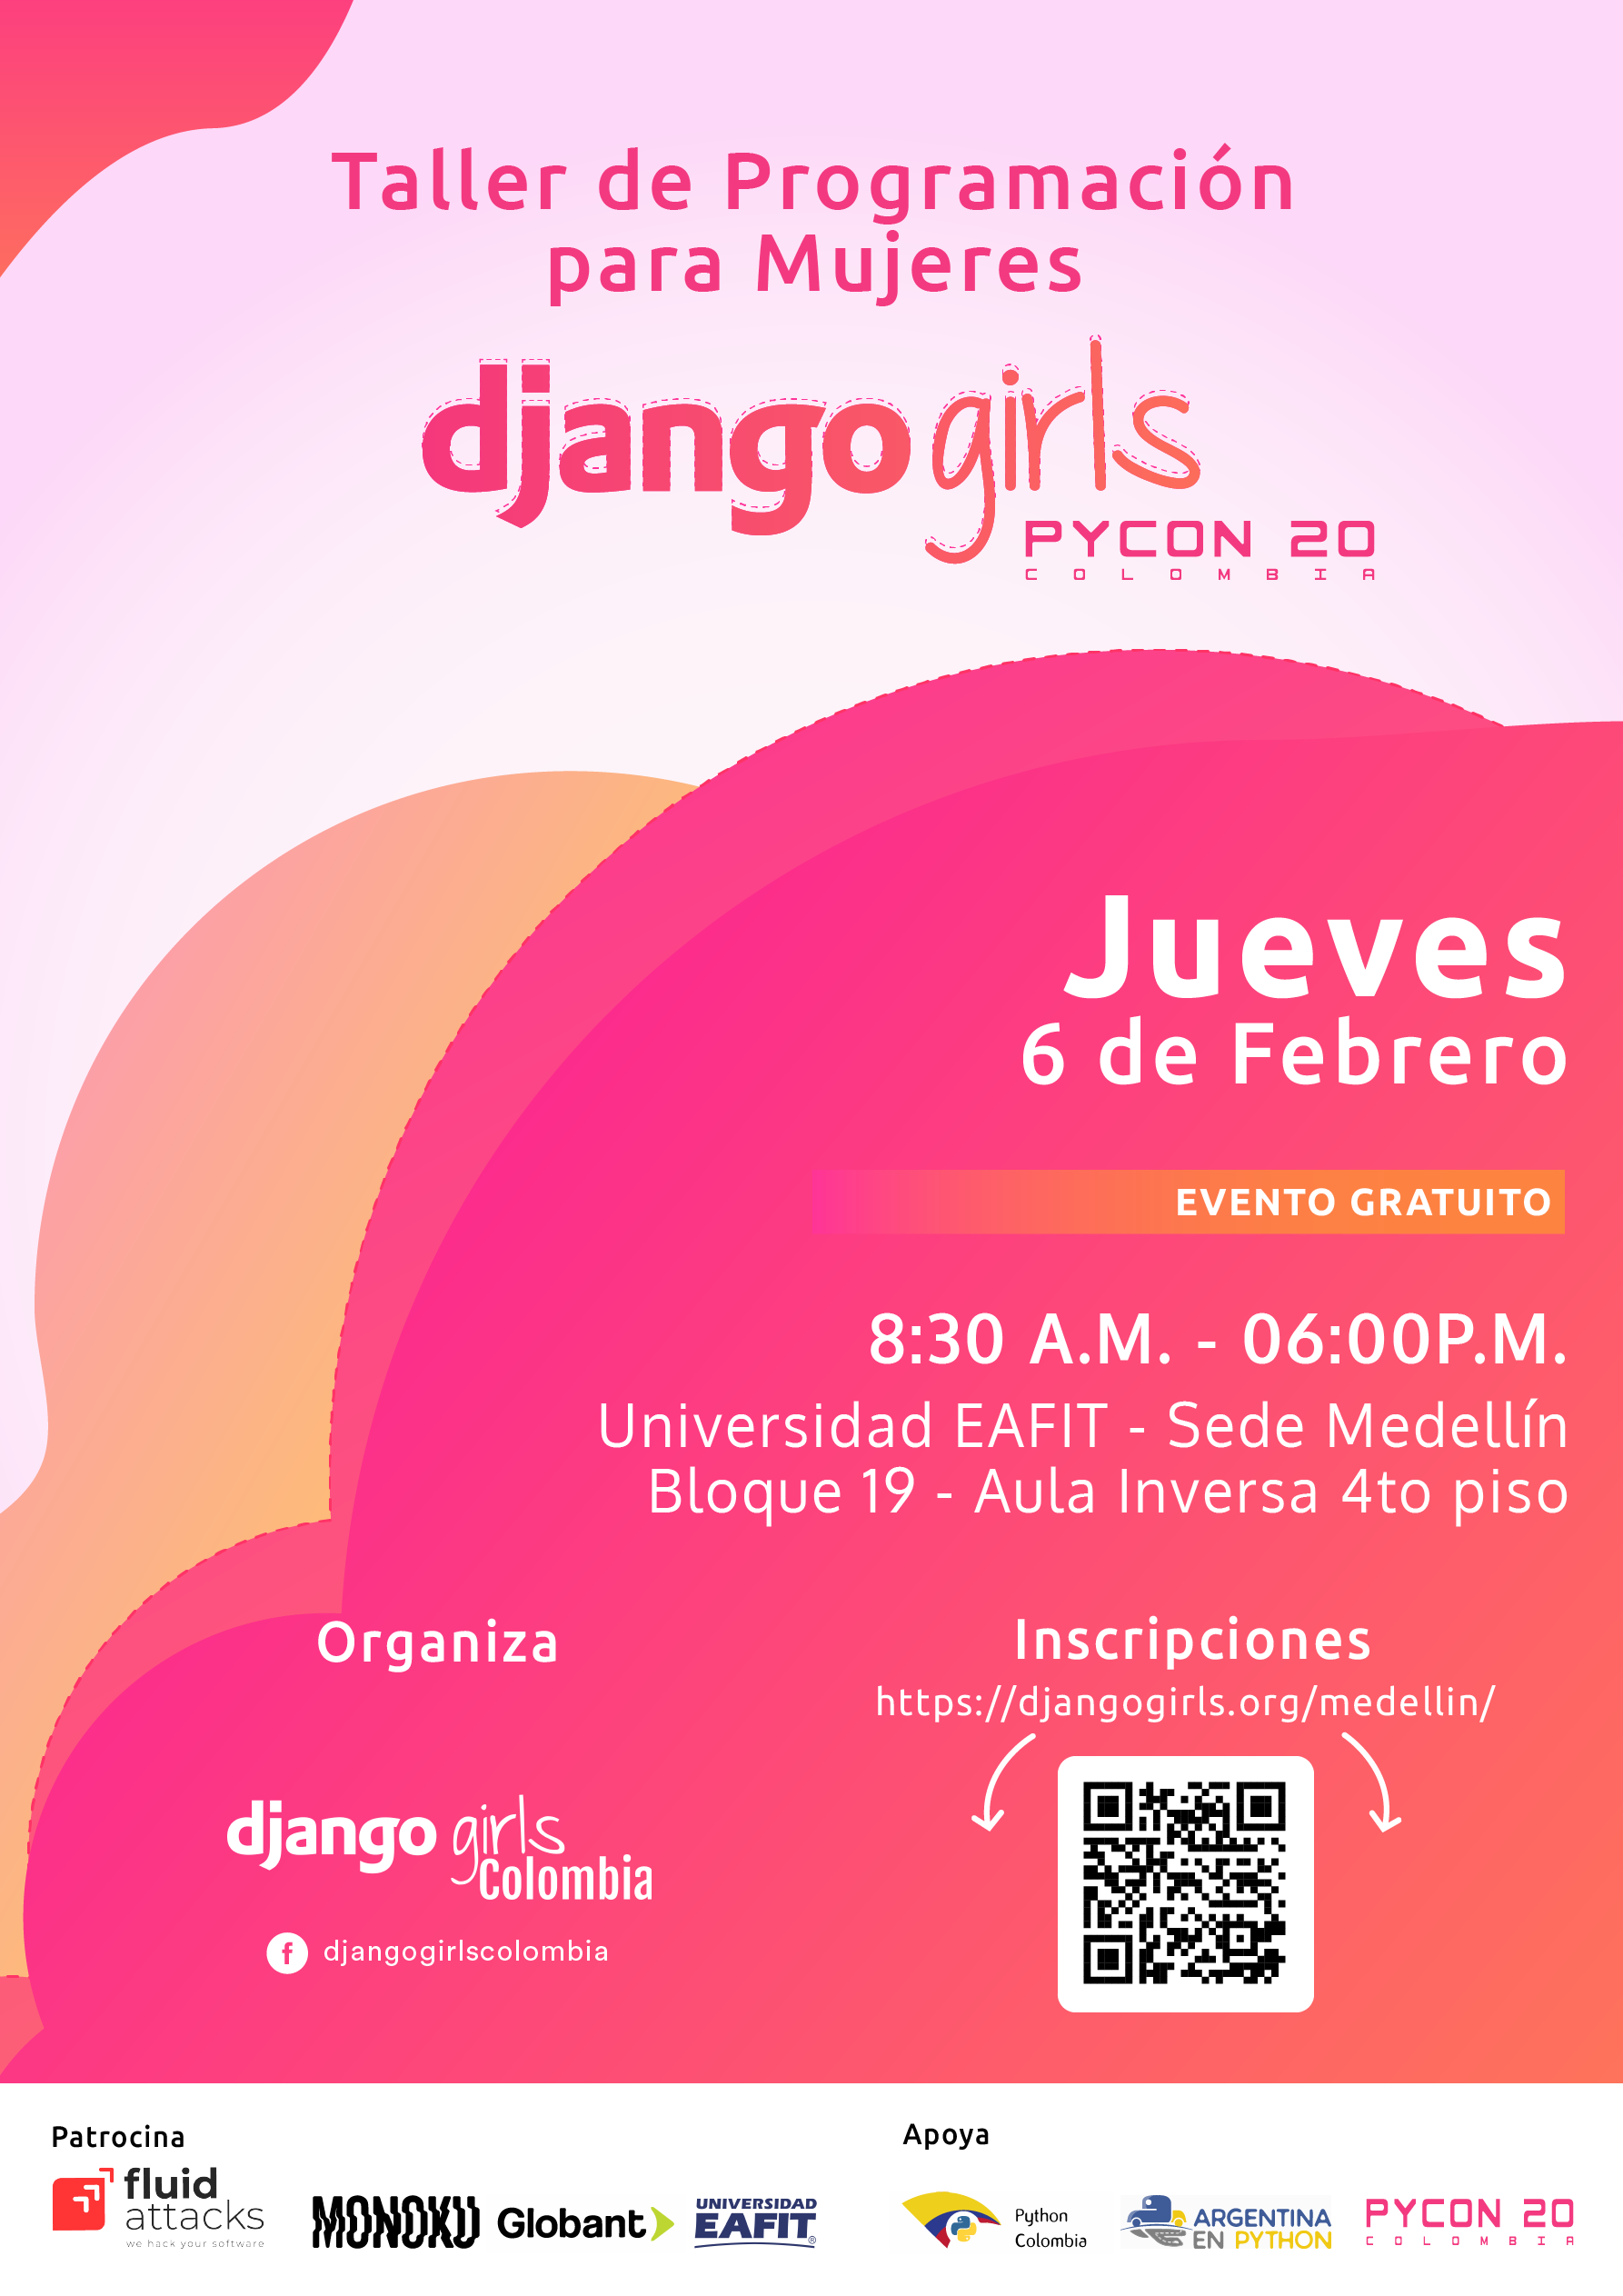 Taller de Programación
para Mujeres
django girls
PYCON 20
COLOMBIA
Jueves
6 de Febrero
EVENTO GRATUITO
8:30 A.M. - 06:00P.M.
Universidad EAFIT - Sede Medellín
Bloque 19 - Aula Inversa 4to piso
Organiza
django girls
Colombia
djangogirlscolombia
Inscripciones
https://djangogirls.org/medellin/
Patrocina
fluid
attacks
we hack your software
MONOKU
Globant
UNIVERSIDAD
EAFIT
Apoya
Python
Colombia
ARGENTINA
EN PYTHON
PYCON 20
COLOMBIA